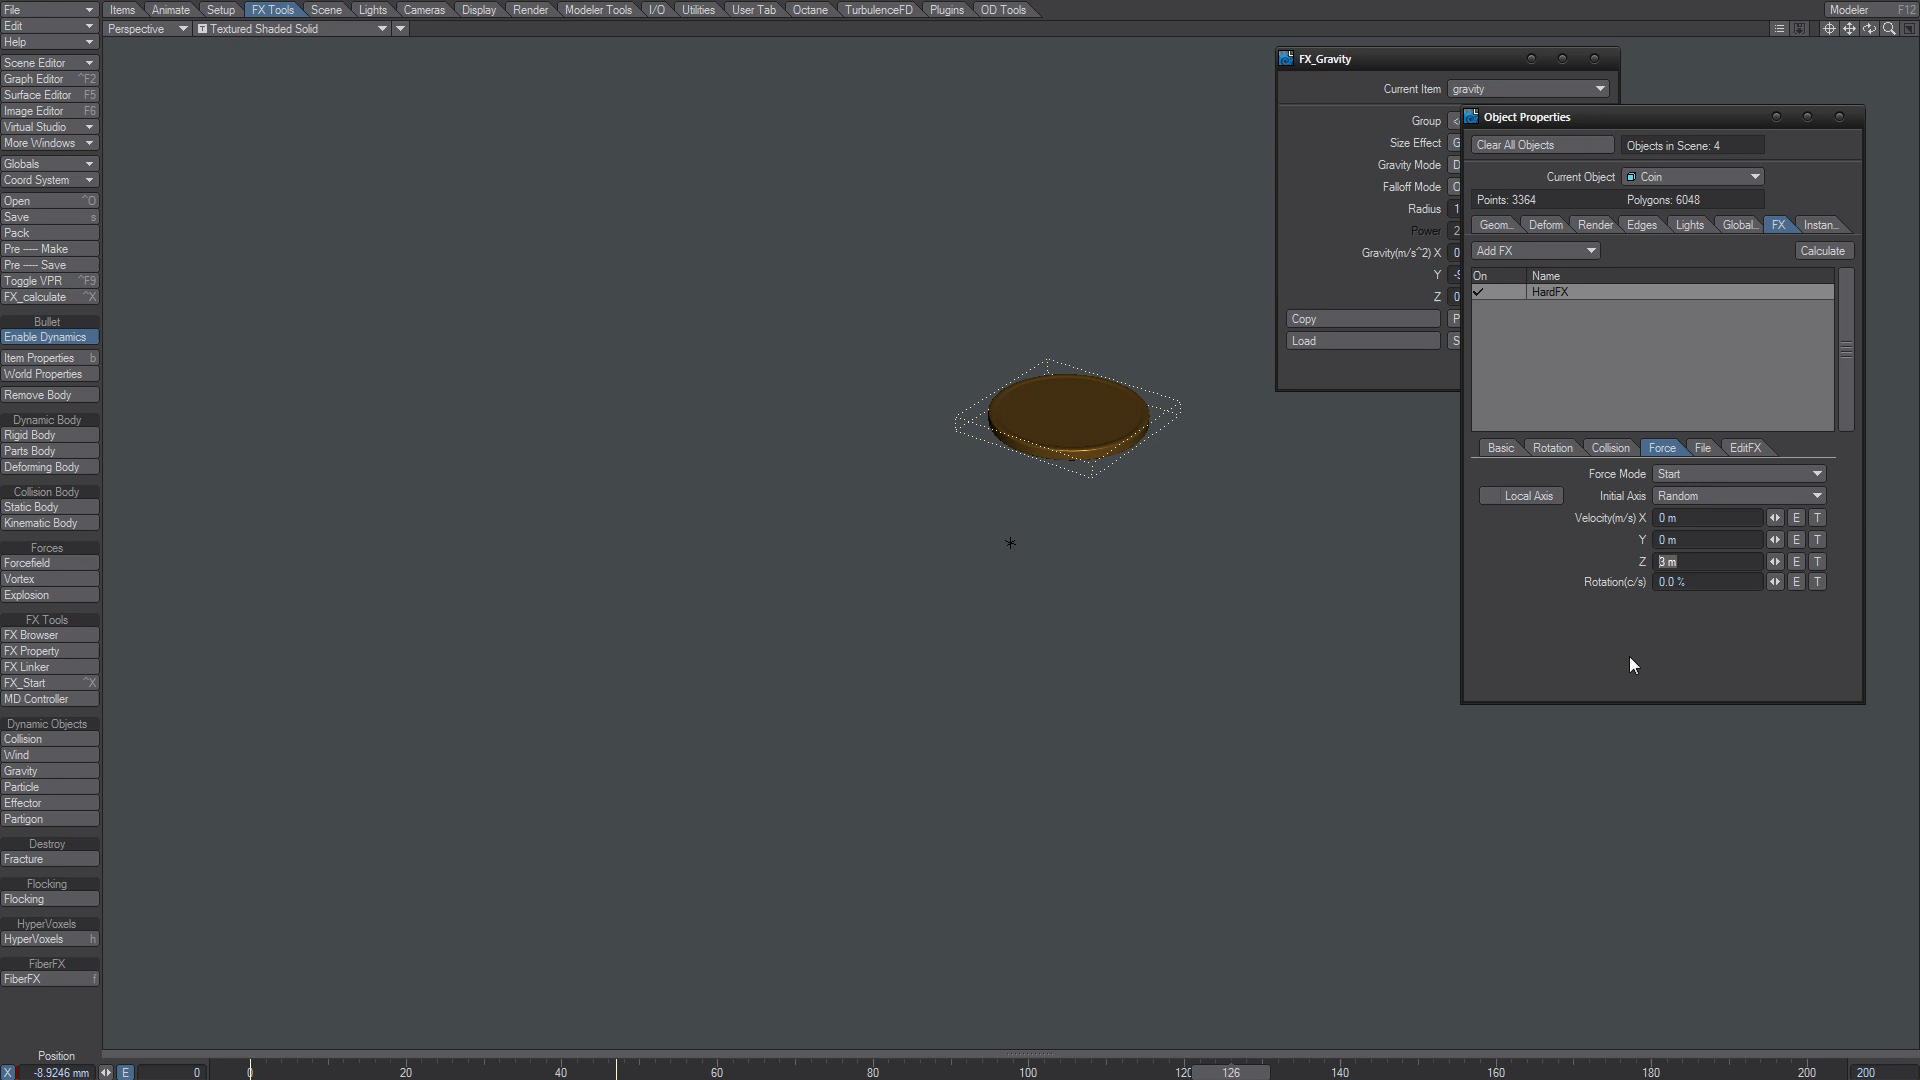 File Items Animate Setup FX Tools Scene Lights Cameras Display Render Modeler Tools I/O Utilities User Tab Octane TurbulenceFD Plugins OD Tools Modeler F12
Edit Perspective Textured Shaded Solid
Help
Scene Editor
Graph Editor ^F2
Surface Editor F5
Image Editor F6
Virtual Studio
More Windows
Globals
Coord System
Open ^O
Save s
Pack
Pre ---- Make
Pre ---- Save
Toggle VPR ^F9
FX_calculate ^X
Bullet
Enable Dynamics
Item Properties b
World Properties
Remove Body
Dynamic Body
Rigid Body
Parts Body
Deforming Body
Collision Body
Static Body
Kinematic Body
Forces
Forcefield
Vortex
Explosion
FX Tools
FX Browser
FX Property
FX Linker
FX_Start ^X
MD Controller
Dynamic Objects
Collision
Wind
Gravity
Particle
Effector
Partigon
Destroy
Fracture
Flocking
Flocking
HyperVoxels
HyperVoxels h
FiberFX
FiberFX f
FX_Gravity
Current Item gravity
Group <
Size Effect G
Gravity Mode D
Falloff Mode O
Radius 1
Power 2
Gravity(m/s^2) X 0
Y -9
Z 0
Copy P
Load S
Object Properties
Clear All Objects Objects in Scene: 4
Current Object Coin
Points: 3364 Polygons: 6048
Geom... Deform Render Edges Lights Global... FX Instan...
Add FX Calculate
On Name
HardFX
Basic Rotation Collision Force File EditFX
Force Mode Start
Local Axis Initial Axis Random
Velocity(m/s) X 0 m E T
Y 0 m E T
Z 3 m E T
Rotation(c/s) 0.0 % E T
Position
X -8.9246 mm E 0 0 20 40 60 80 100 120 126 140 160 180 200 200